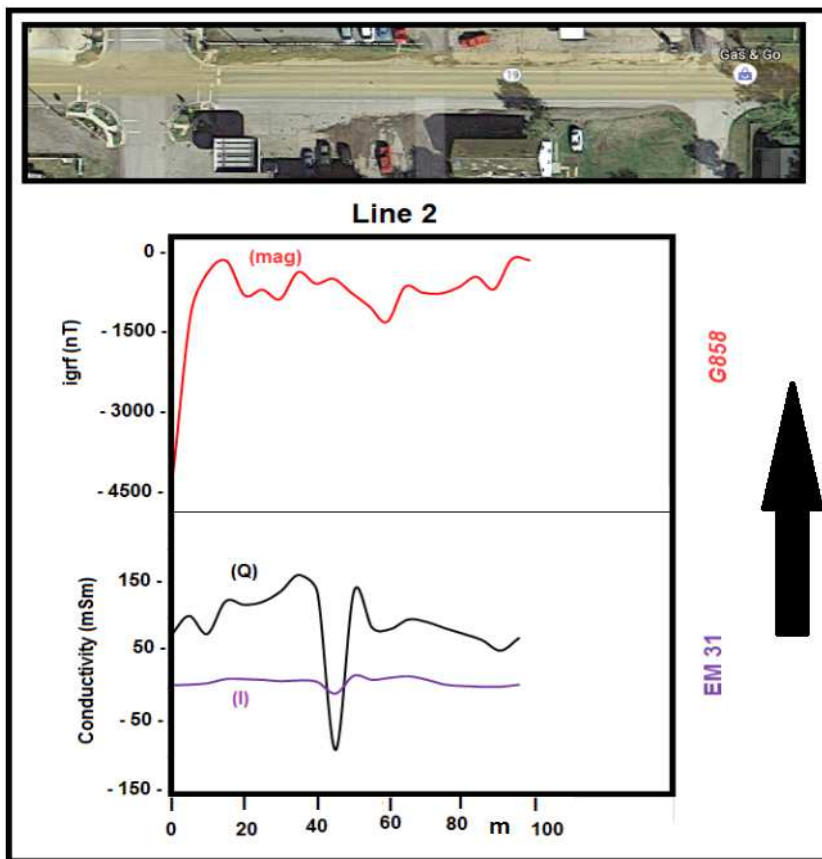 Gas & Go
19
Line 2
(mag)
igrf (nT)
0 -
- 1500 -
- 3000 -
- 4500 -
G858
(Q)
(I)
Conductivity (mSm)
150 -
50 -
- 50 -
- 150 -
EM 31
0 20 40 60 80 m 100